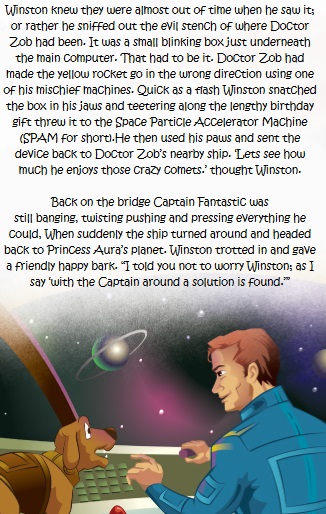 Winston knew they were almost out of time when he saw it;
or rather he sniffed out the evil stench of where Doctor
Zob had been. It was a small blinking box just underneath
the main computer. 'That had to be it. Doctor Zob had
made the yellow rocket go in the wrong direction using one
of his mischief machines. Quick as a flash Winston snatched
the box in his jaws and teetering along the lengthy birthday
gift threw it to the Space Particle Accelerator Machine
(SPAM for short).He then used his paws and sent the
device back to Doctor Zob's nearby ship. 'Lets see how
much he enjoys those crazy comets.' thought Winston.
Back on the bridge Captain Fantastic was
still banging, twisting pushing and pressing everything he
could, When suddenly the ship turned around and headed
back to Princess Aura's planet. Winston trotted in and gave
a friendly happy bark. "I told you not to worry Winston; as I
say 'with the Captain around a solution is found.'"